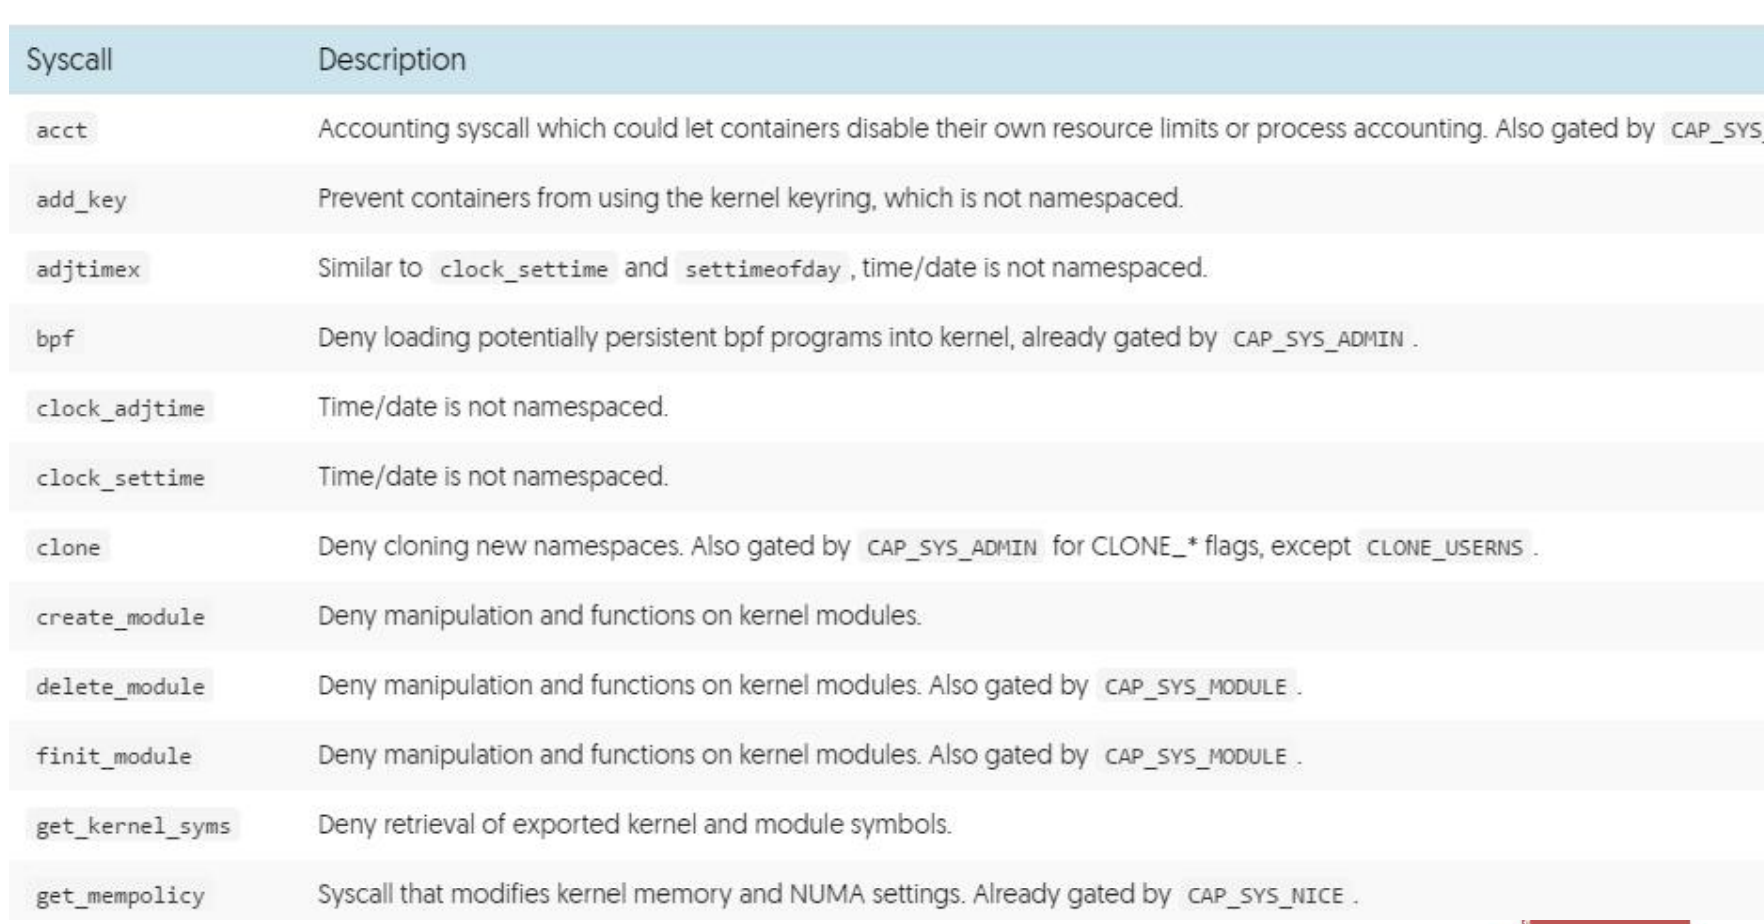 Syscall Description
acct Accounting syscall which could let containers disable their own resource limits or process accounting. Also gated by CAP_SYS_
add_key Prevent containers from using the kernel keyring, which is not namespaced.
adjtimex Similar to clock_settime and settimeofday , time/date is not namespaced.
bpf Deny loading potentially persistent bpf programs into kernel, already gated by CAP_SYS_ADMIN .
clock_adjtime Time/date is not namespaced.
clock_settime Time/date is not namespaced.
clone Deny cloning new namespaces. Also gated by CAP_SYS_ADMIN for CLONE_* flags, except CLONE_USERNS .
create_module Deny manipulation and functions on kernel modules.
delete_module Deny manipulation and functions on kernel modules. Also gated by CAP_SYS_MODULE .
finit_module Deny manipulation and functions on kernel modules. Also gated by CAP_SYS_MODULE .
get_kernel_syms Deny retrieval of exported kernel and module symbols.
get_mempolicy Syscall that modifies kernel memory and NUMA settings. Already gated by CAP_SYS_NICE .